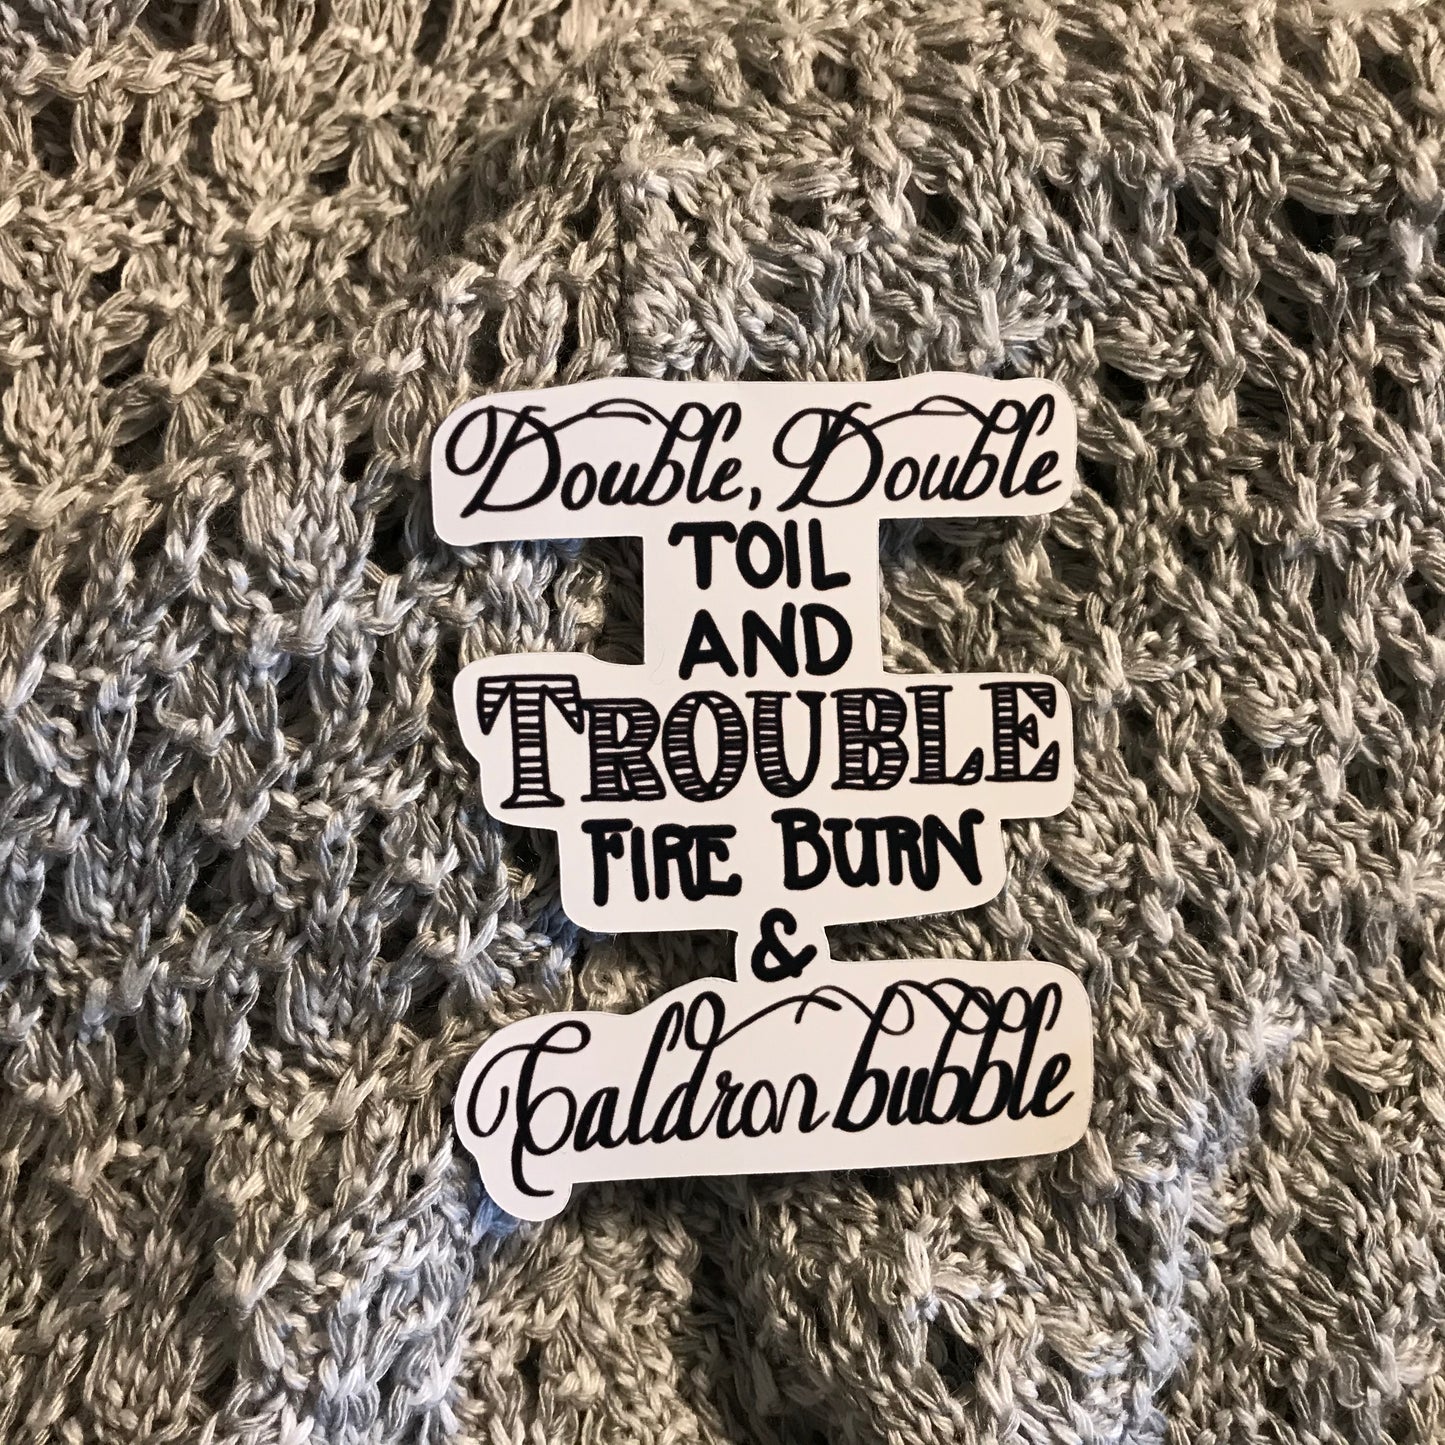 Double, Double
TOIL
AND
TROUBLE
FIRE BURN
&
Caldron bubble